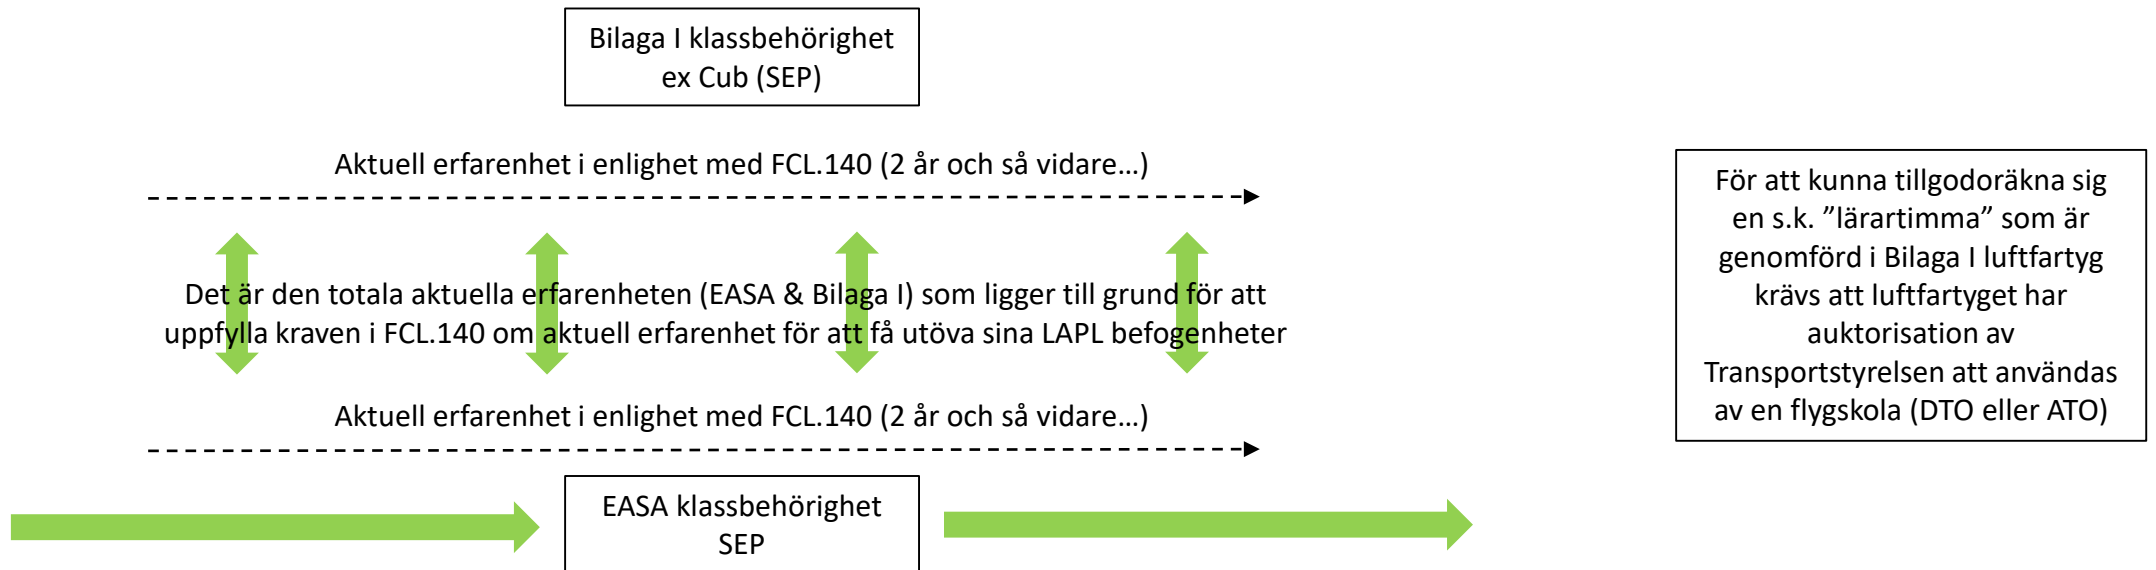 Bilaga I klassbehörighet
ex Cub (SEP)
Aktuell erfarenhet i enlighet med FCL.140 (2 år och så vidare…)
Det är den totala aktuella erfarenheten (EASA & Bilaga I) som ligger till grund för att
uppfylla kraven i FCL.140 om aktuell erfarenhet för att få utöva sina LAPL befogenheter
Aktuell erfarenhet i enlighet med FCL.140 (2 år och så vidare…)
EASA klassbehörighet
SEP
För att kunna tillgodoräkna sig
en s.k. ”lärartimma” som är
genomförd i Bilaga I luftfartyg
krävs att luftfartyget har
auktorisation av
Transportstyrelsen att användas
av en flygskola (DTO eller ATO)